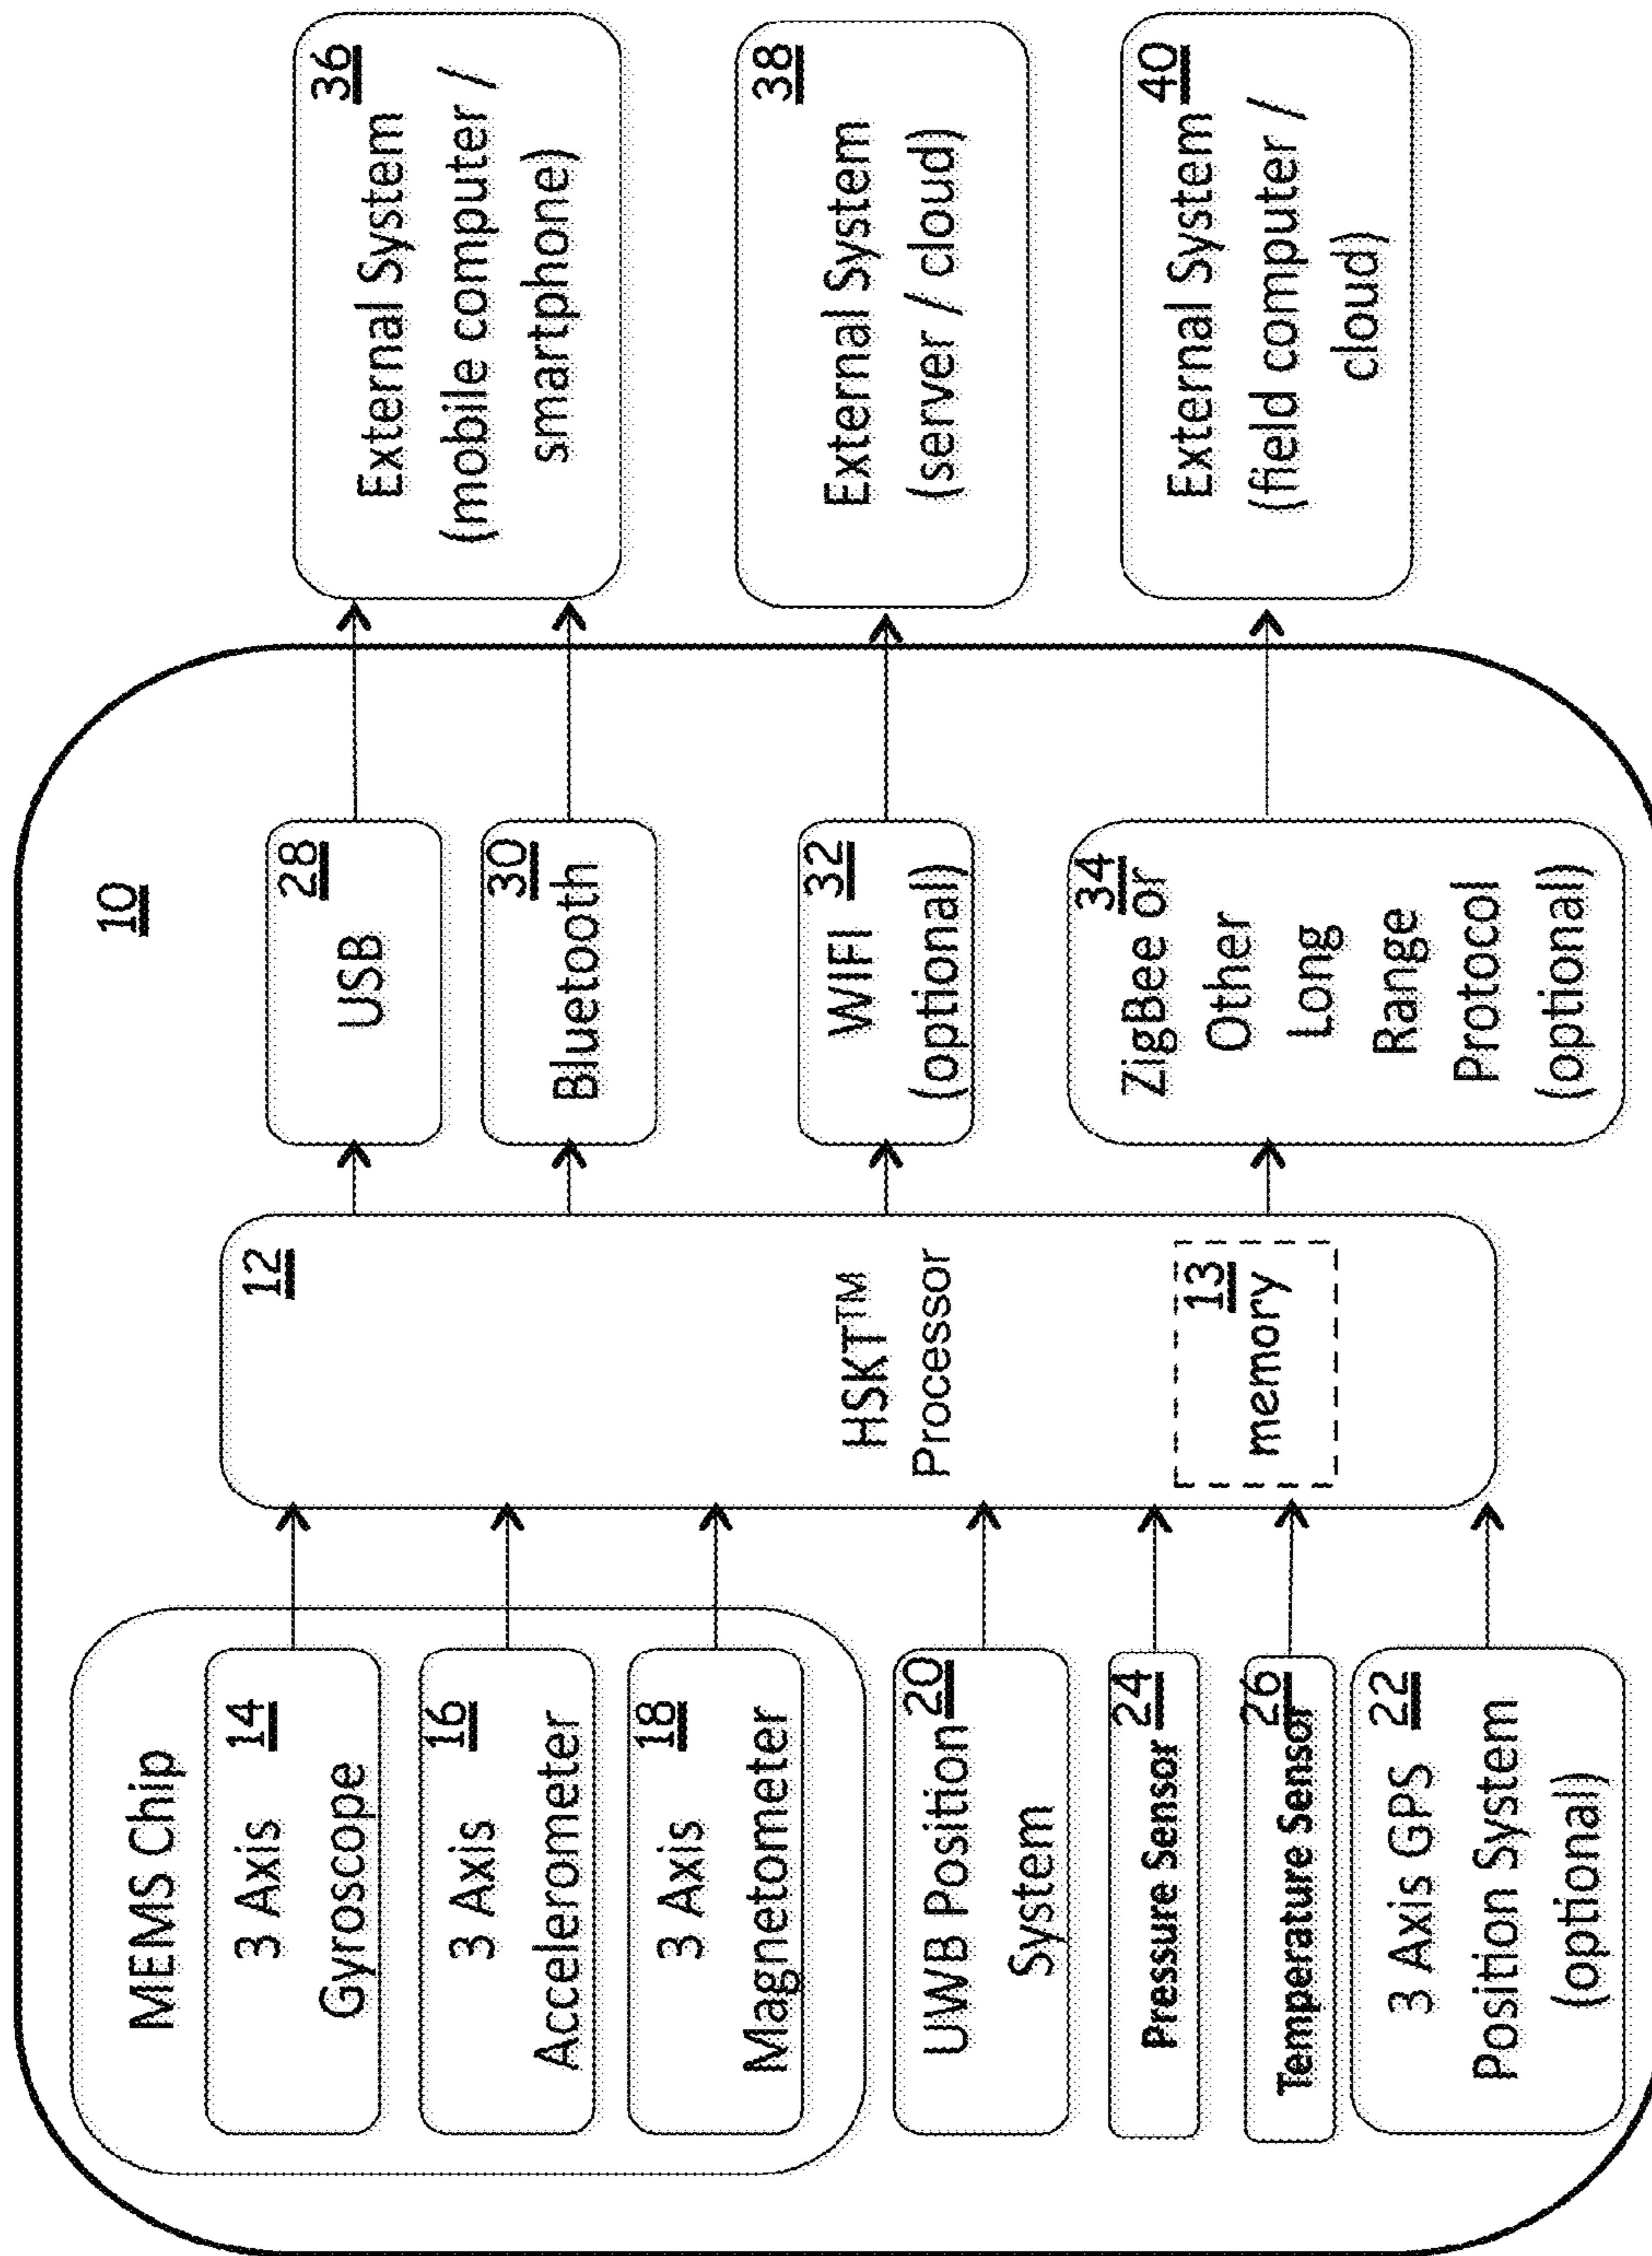 10
MEMS Chip
14
3 Axis
Gyroscope
16
3 Axis
Accelerometer
18
3 Axis
Magnetometer
20
UWB Position
System
24
Pressure Sensor
26
Temperature Sensor
22
3 Axis GPS
Position System
(optional)
12
HSKT™
Processor
13
memory
28
USB
30
Bluetooth
32
WIFI
(optional)
34
ZigBee or
Other
Long
Range
Protocol
(optional)
36
External System
(mobile computer /
smartphone)
38
External System
(server / cloud)
40
External System
(field computer /
cloud)